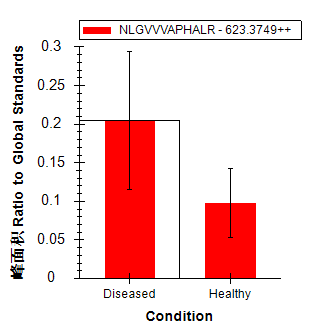 NLGVVVAPHALR - 623.3749++
峰面积 Ratio to Global Standards
0.3
0.25
0.2
0.15
0.1
0.05
0
Diseased Healthy
Condition